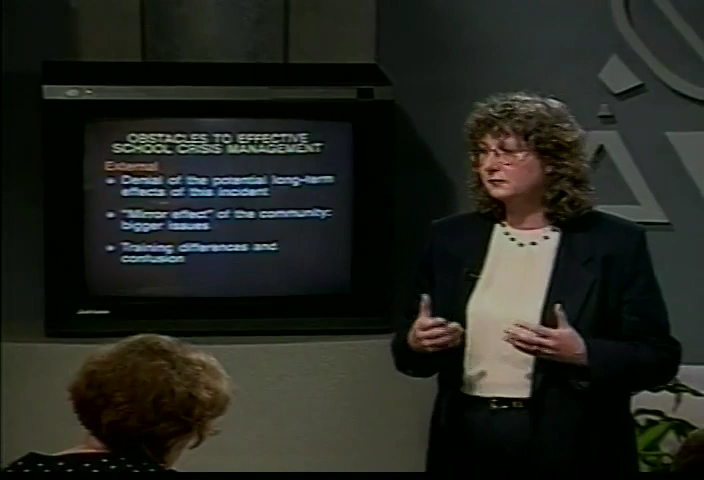 OBSTACLES TO EFFECTIVE
SCHOOL CRISIS MANAGEMENT
External
Denial of the potential long-term
effects of this incident
"Mirror effect" of the community:
bigger issues
Training differences and
confusion